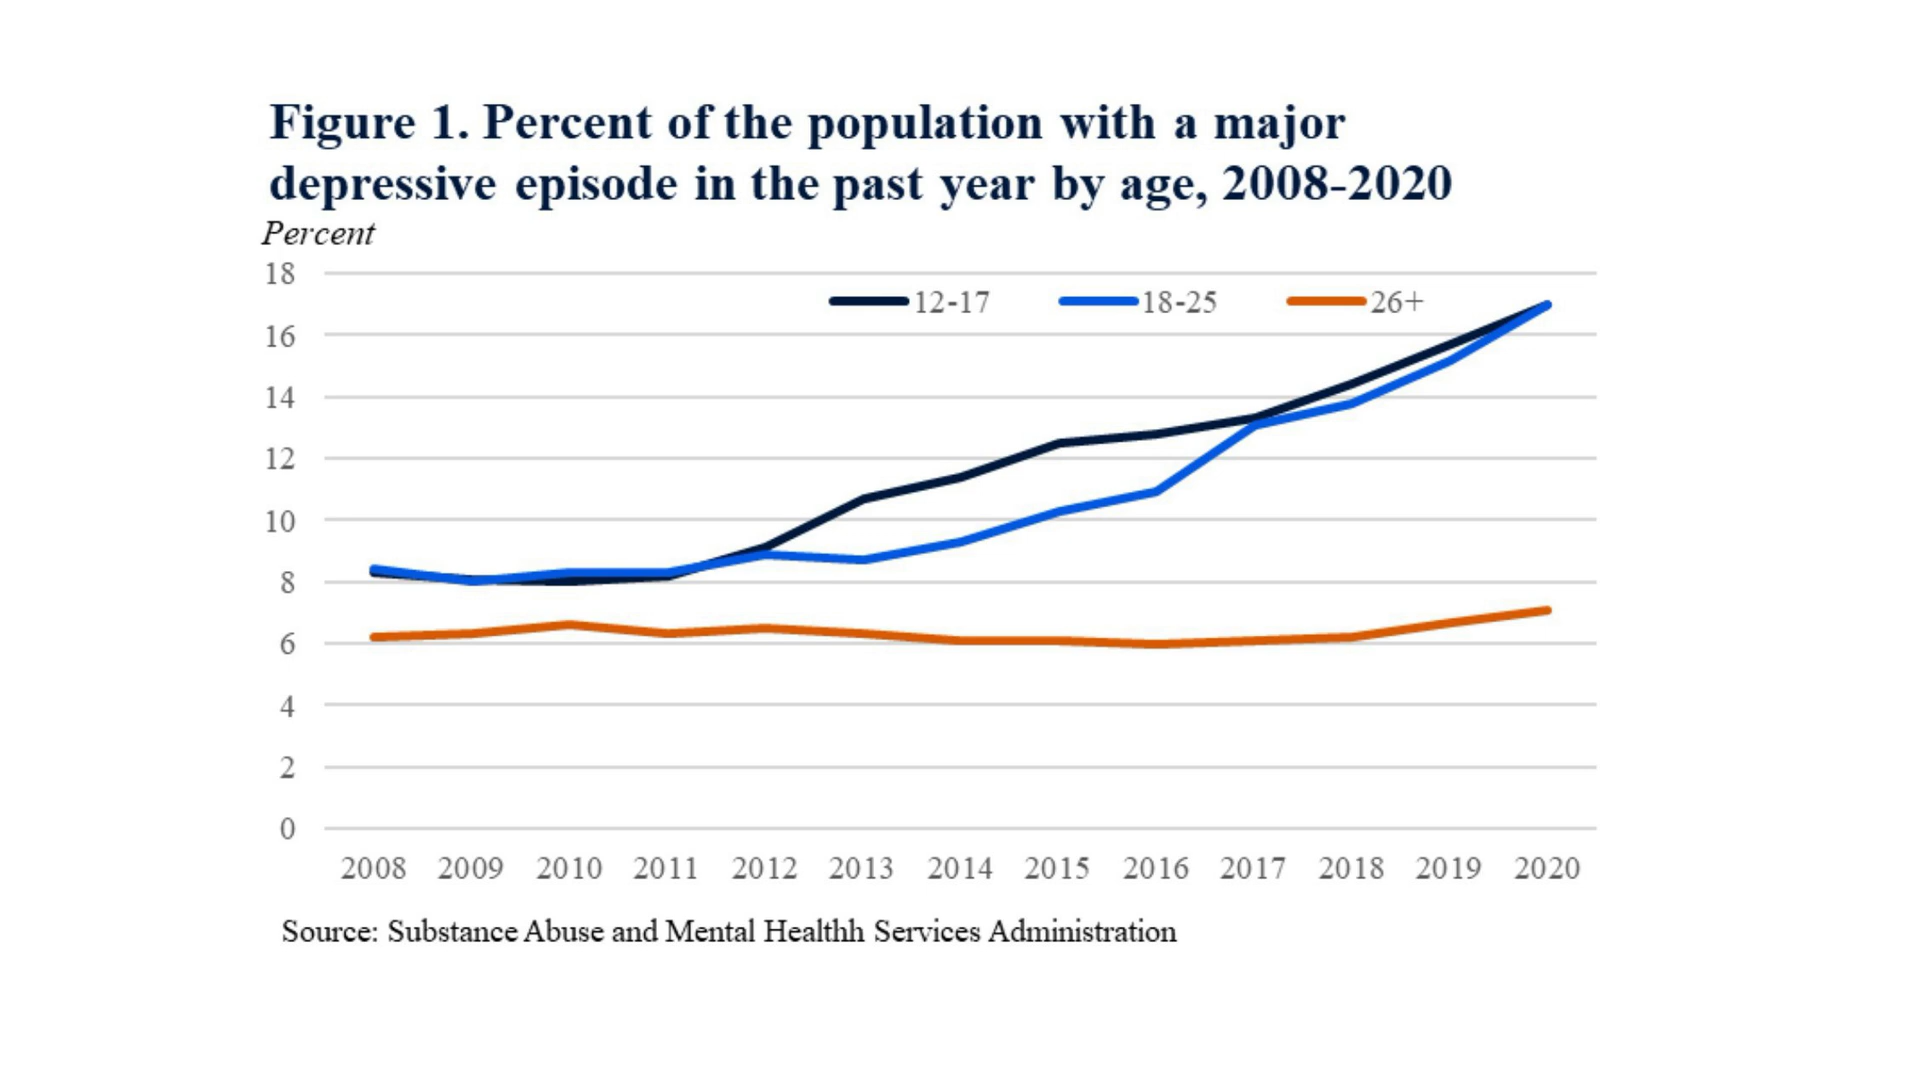 Figure 1. Percent of the population with a major
depressive episode in the past year by age, 2008-2020
Percent
18
12-17 18-25 26+
16
14
12
10
8
6
4
2
0
2008 2009 2010 2011 2012 2013 2014 2015 2016 2017 2018 2019 2020
Source: Substance Abuse and Mental Healthh Services Administration